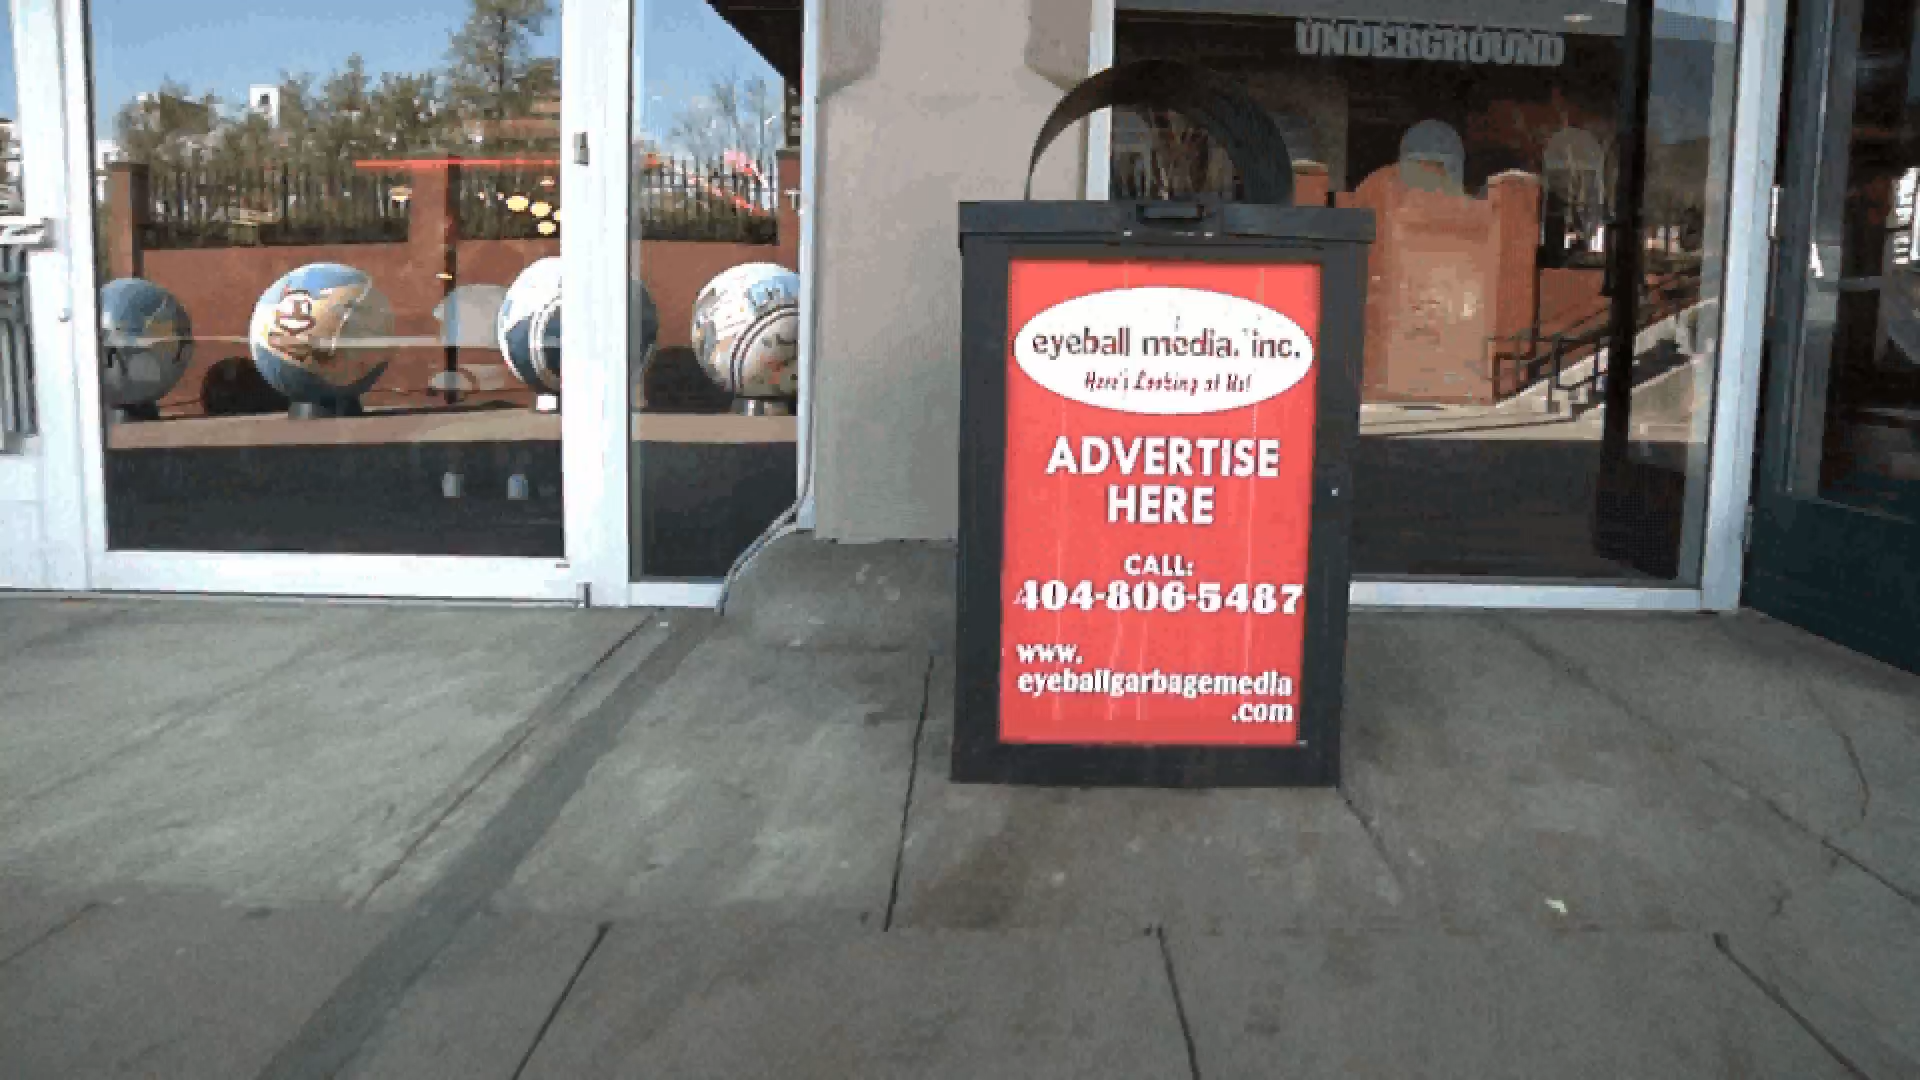 UNDERGROUND
eyeball media, inc.
Here's Looking at Us!
ADVERTISE
HERE
CALL:
404-806-5487
www.
eyeballgarbagemedia
.com